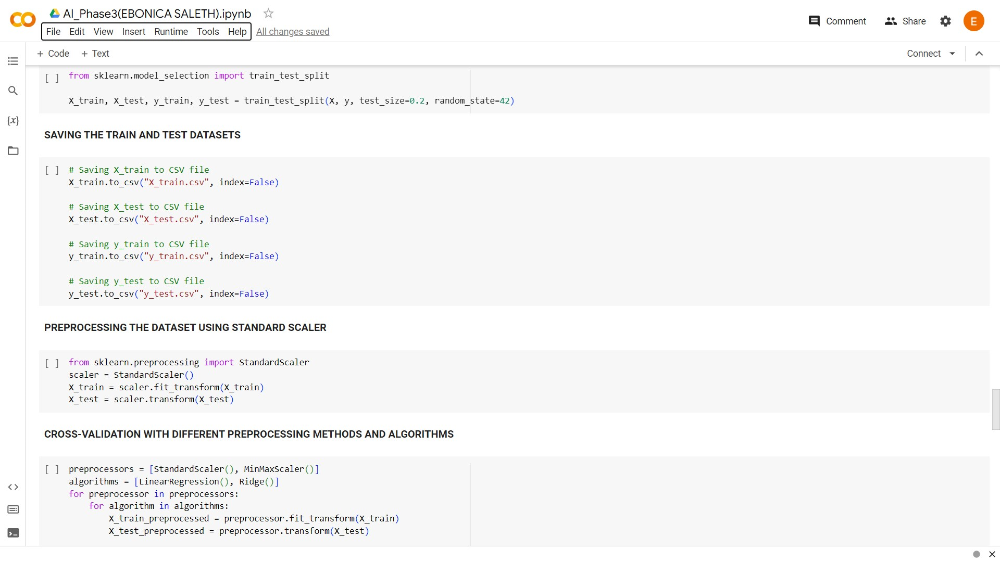 AI_Phase3(EBONICA SALETH).ipynb
File Edit View Insert Runtime Tools Help All changes saved
Comment Share E
+ Code + Text Connect
[ ] from sklearn.model_selection import train_test_split
X_train, X_test, y_train, y_test = train_test_split(X, y, test_size=0.2, random_state=42)
{x}
SAVING THE TRAIN AND TEST DATASETS
[ ] # Saving X_train to CSV file
X_train.to_csv("X_train.csv", index=False)
# Saving X_test to CSV file
X_test.to_csv("X_test.csv", index=False)
# Saving y_train to CSV file
y_train.to_csv("y_train.csv", index=False)
# Saving y_test to CSV file
y_test.to_csv("y_test.csv", index=False)
PREPROCESSING THE DATASET USING STANDARD SCALER
[ ] from sklearn.preprocessing import StandardScaler
scaler = StandardScaler()
X_train = scaler.fit_transform(X_train)
X_test = scaler.transform(X_test)
CROSS-VALIDATION WITH DIFFERENT PREPROCESSING METHODS AND ALGORITHMS
[ ] preprocessors = [StandardScaler(), MinMaxScaler()]
algorithms = [LinearRegression(), Ridge()]
for preprocessor in preprocessors:
for algorithm in algorithms:
X_train_preprocessed = preprocessor.fit_transform(X_train)
X_test_preprocessed = preprocessor.transform(X_test)